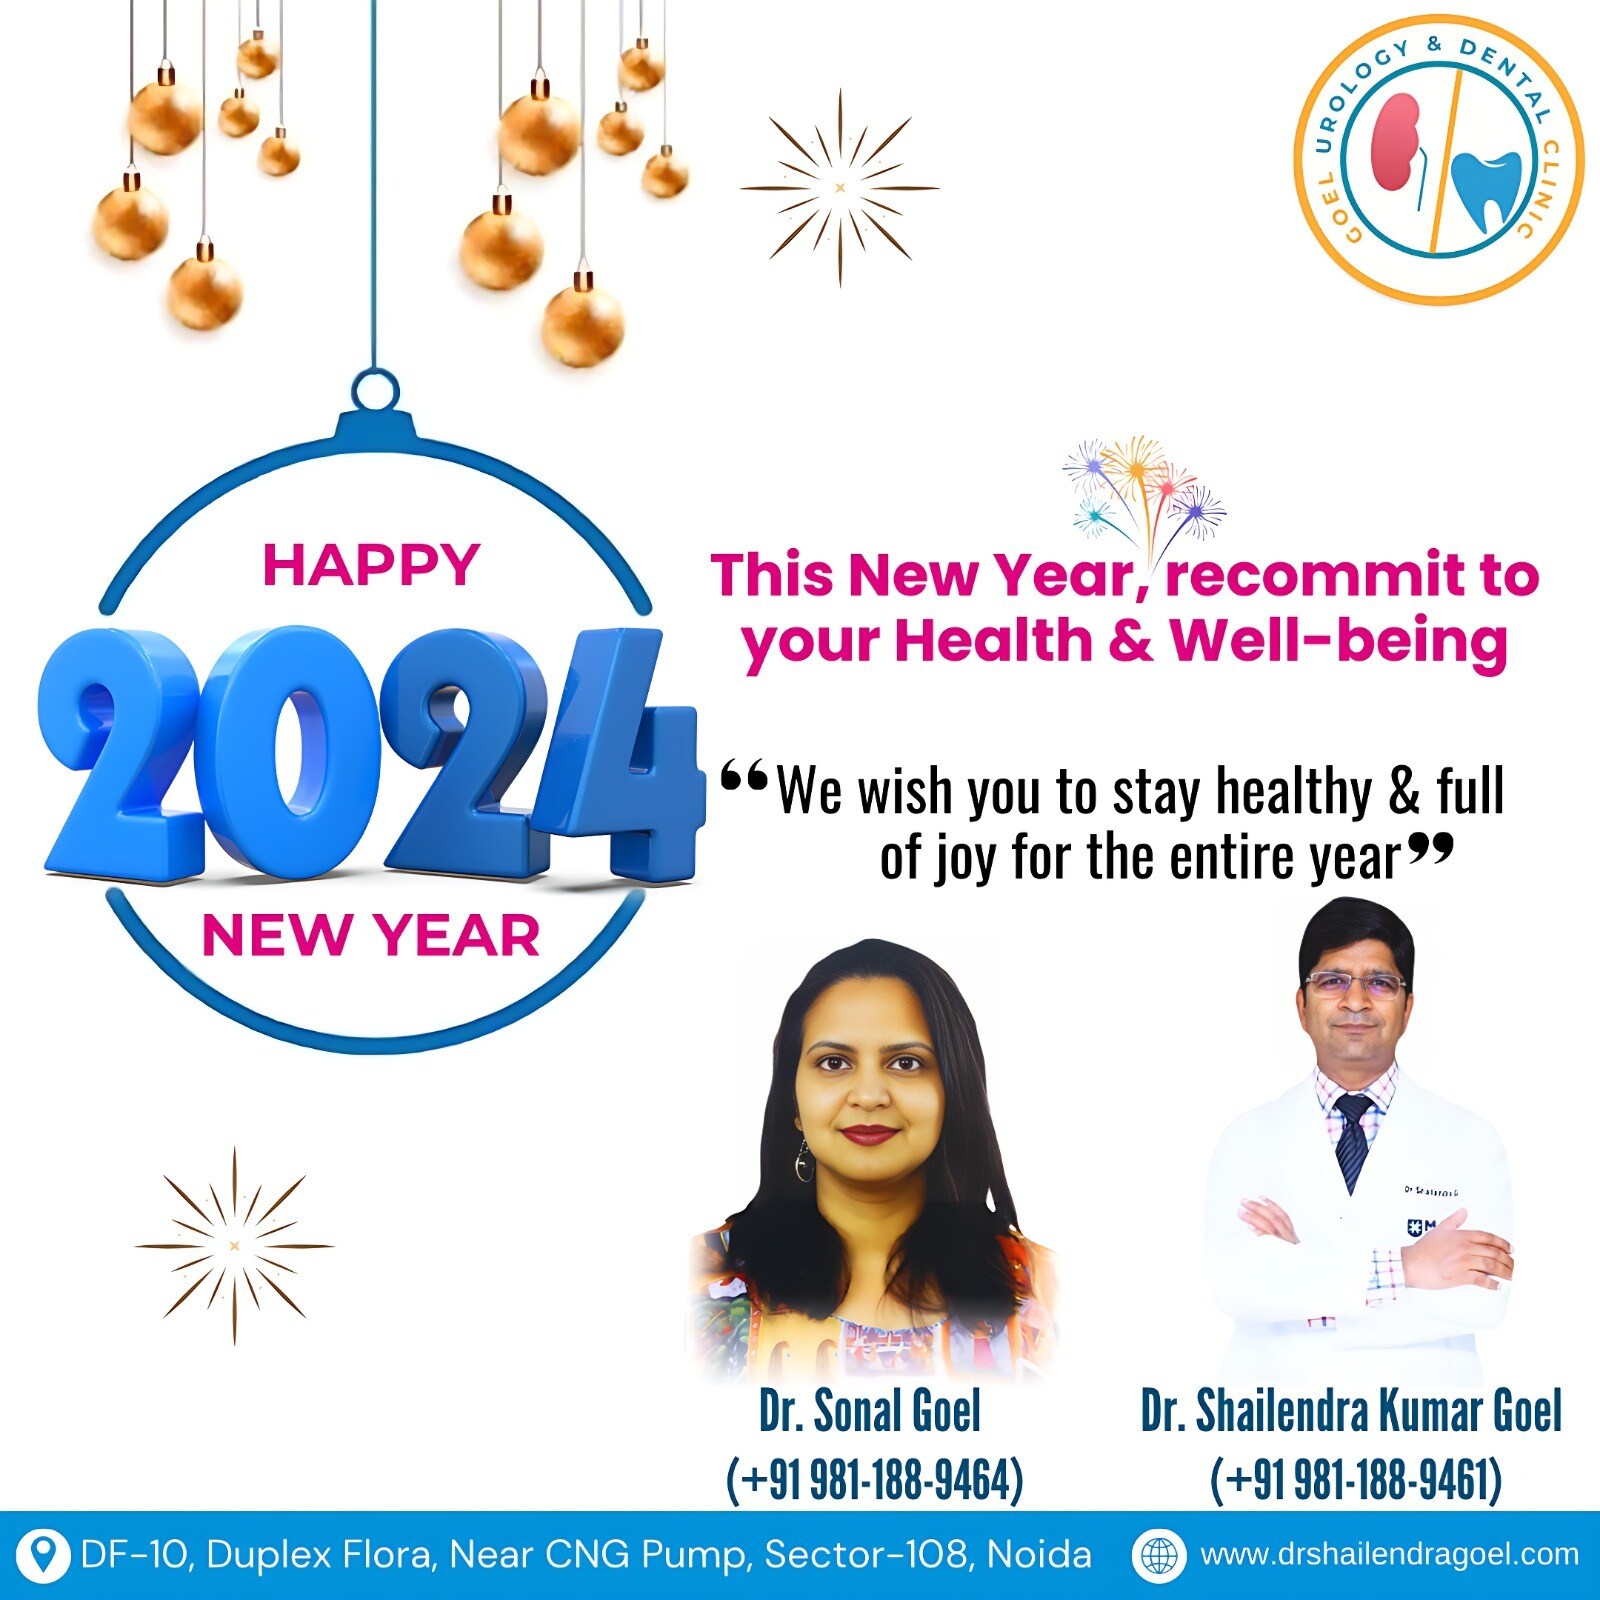 GOEL UROLOGY & DENTAL CLINIC
HAPPY
2024
NEW YEAR
This New Year, recommit to
your Health & Well-being
“We wish you to stay healthy & full
of joy for the entire year”
Dr. Sonal Goel
(+91 981-188-9464)
Dr. Shailendra Kumar Goel
(+91 981-188-9461)
DF-10, Duplex Flora, Near CNG Pump, Sector-108, Noida
www.drshailendragoel.com